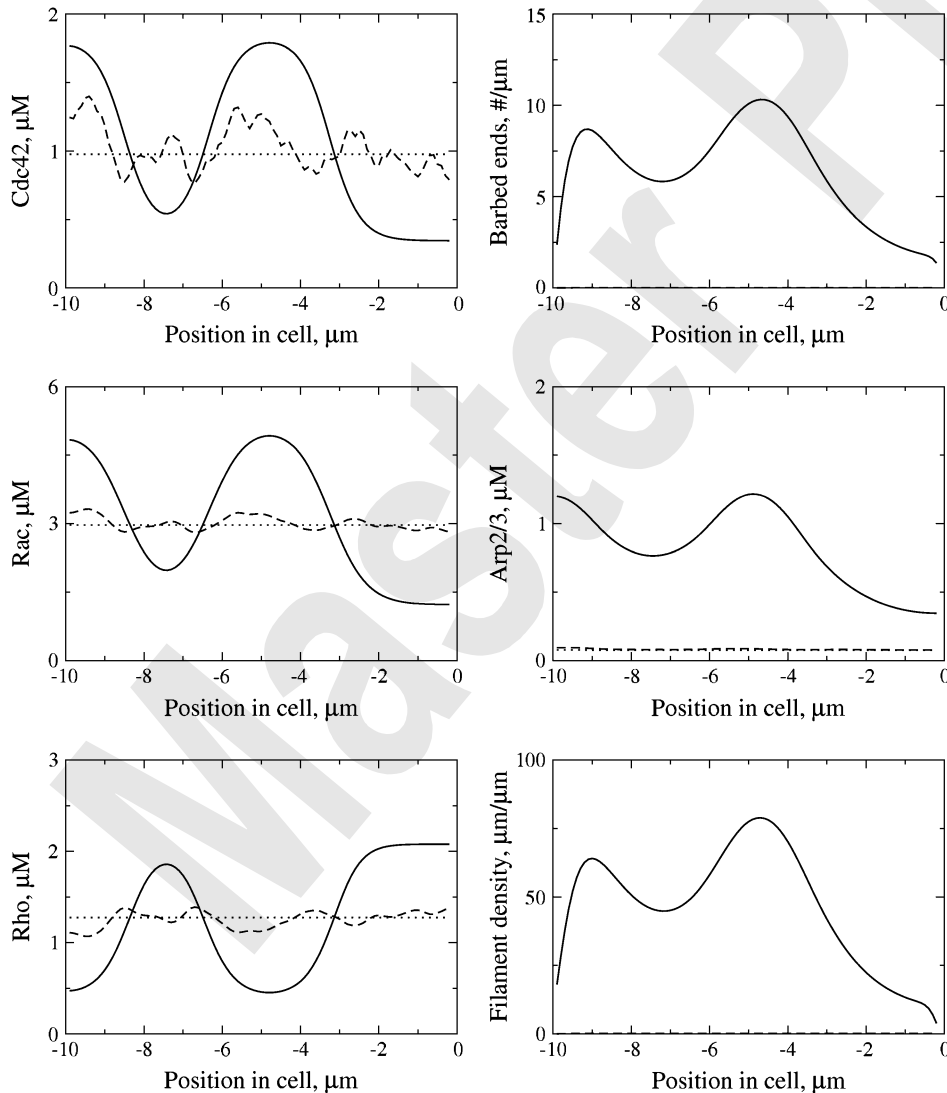 2
1
0
-10 -8 -6 -4 -2 0
Cdc42, μM
Position in cell, μm
15
10
5
0
-10 -8 -6 -4 -2 0
Barbed ends, #/μm
Position in cell, μm
6
3
0
-10 -8 -6 -4 -2 0
Rac, μM
Position in cell, μm
2
1
0
-10 -8 -6 -4 -2 0
Arp2/3, μM
Position in cell, μm
3
2
1
0
-10 -8 -6 -4 -2 0
Rho, μM
Position in cell, μm
100
50
0
-10 -8 -6 -4 -2 0
Filament density, μm/μm
Position in cell, μm
Master P